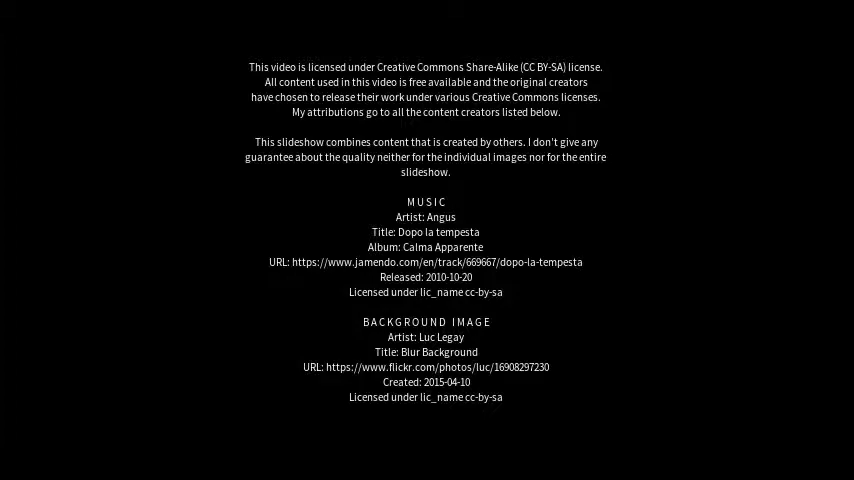 This video is licensed under Creative Commons Share-Alike (CC BY-SA) license.
All content used in this video is free available and the original creators
have chosen to release their work under various Creative Commons licenses.
My attributions go to all the content creators listed below.
This slideshow combines content that is created by others. I don't give any
guarantee about the quality neither for the individual images nor for the entire
slideshow.
MUSIC
Artist: Angus
Title: Dopo la tempesta
Album: Calma Apparente
URL: https://www.jamendo.com/en/track/669667/dopo-la-tempesta
Released: 2010-10-20
Licensed under lic_name cc-by-sa
BACKGROUND IMAGE
Artist: Luc Legay
Title: Blur Background
URL: https://www.flickr.com/photos/luc/16908297230
Created: 2015-04-10
Licensed under lic_name cc-by-sa